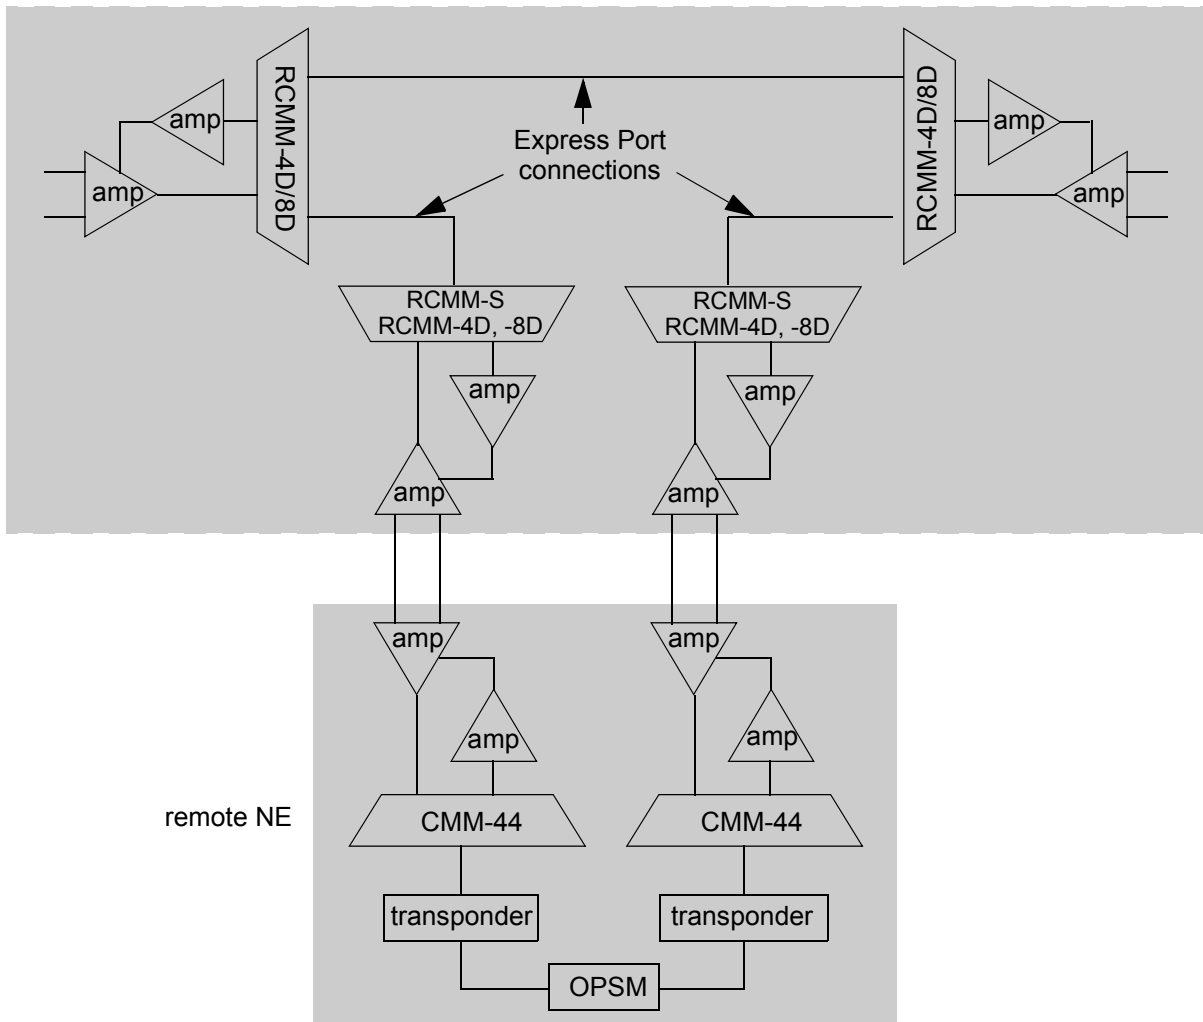 RCMM-4D/8D
RCMM-4D/8D
amp
amp
Express Port
connections
amp
amp
RCMM-S
RCMM-4D, -8D
RCMM-S
RCMM-4D, -8D
amp
amp
amp
amp
amp
amp
amp
amp
remote NE
CMM-44
CMM-44
transponder
transponder
OPSM